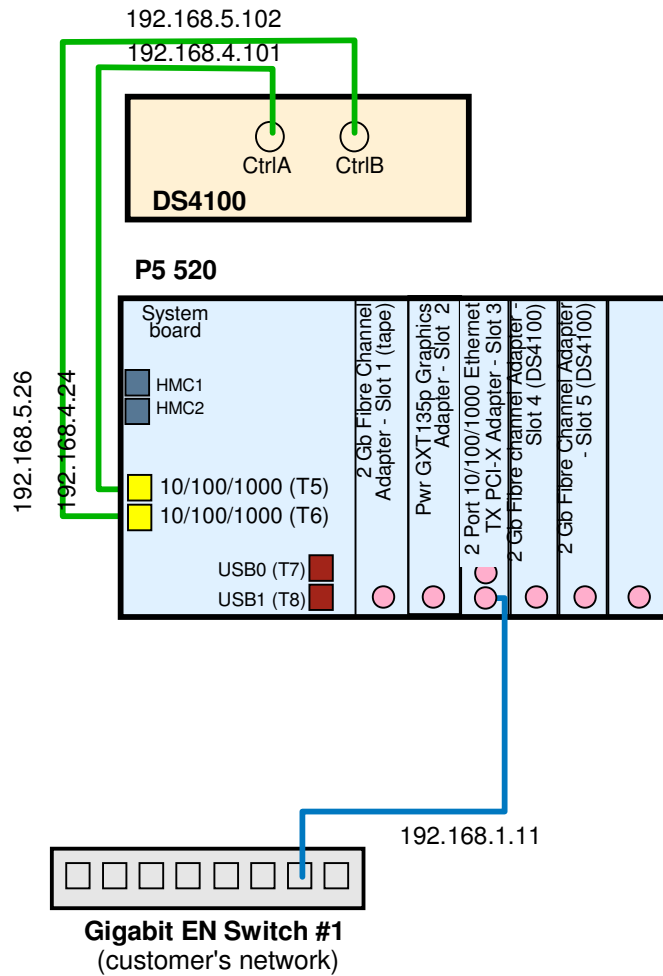 192.168.5.102
192.168.4.101
CtrlA
CtrlB
DS4100
P5 520
System
board
HMC1
HMC2
192.168.5.26
192.168.4.24
10/100/1000 (T5)
10/100/1000 (T6)
USB0 (T7)
USB1 (T8)
2 Gb Fibre Channel
Adapter - Slot 1 (tape)
Pwr GXT135p Graphics
Adapter - Slot 2
2 Port 10/100/1000 Ethernet
TX PCI-X Adapter - Slot 3
2 Gb Fibre channel Adapter -
Slot 4 (DS4100)
2 Gb Fibre Channel Adapter
- Slot 5 (DS4100)
192.168.1.11
Gigabit EN Switch #1
(customer's network)